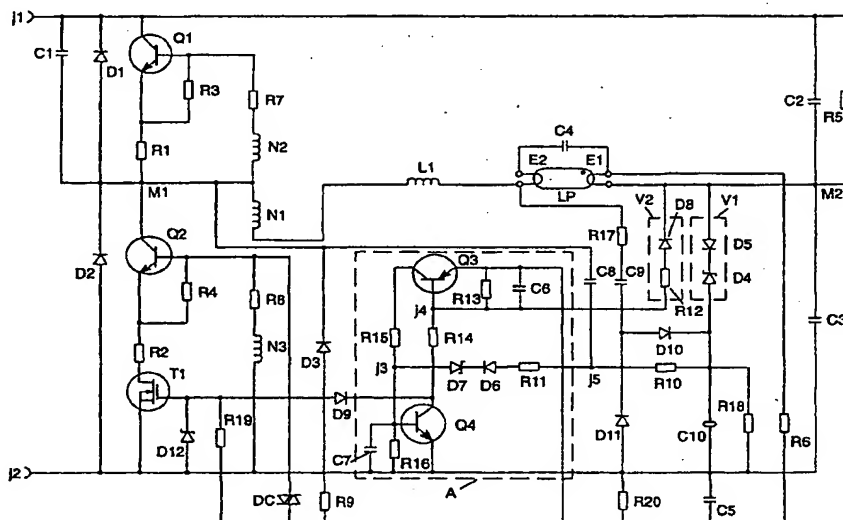 j1
Q1
C1
D1
R3
R7
C2
R5
R1
N2
C4
L1
E2 E1
LP
M1
M2
N1
V2 D8 V1
R17
Q2
Q3
D2
R4
R8
C8 C9
D5
D4
R13
C6
j4
R12
C3
R2
N3
D3
R15
R14
D10
T1
j3
D7 D6 R11
j5
R10
D9
R19
Q4
R18
D12
D11
C10
R6
C7
R16
j2
A
DC
R9
R20
C5